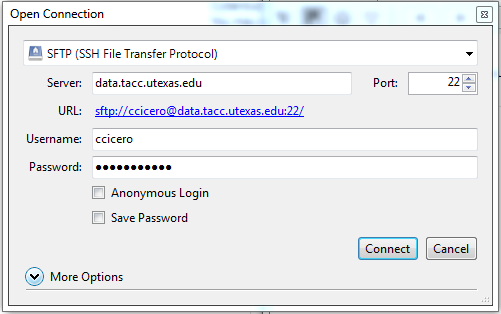 Open Connection
SFTP (SSH File Transfer Protocol)
Server: data.tacc.utexas.edu Port: 22
URL: sftp://ccicero@data.tacc.utexas.edu:22/
Username: ccicero
Password: ●●●●●●●●●●●
Anonymous Login
Save Password
Connect Cancel
More Options